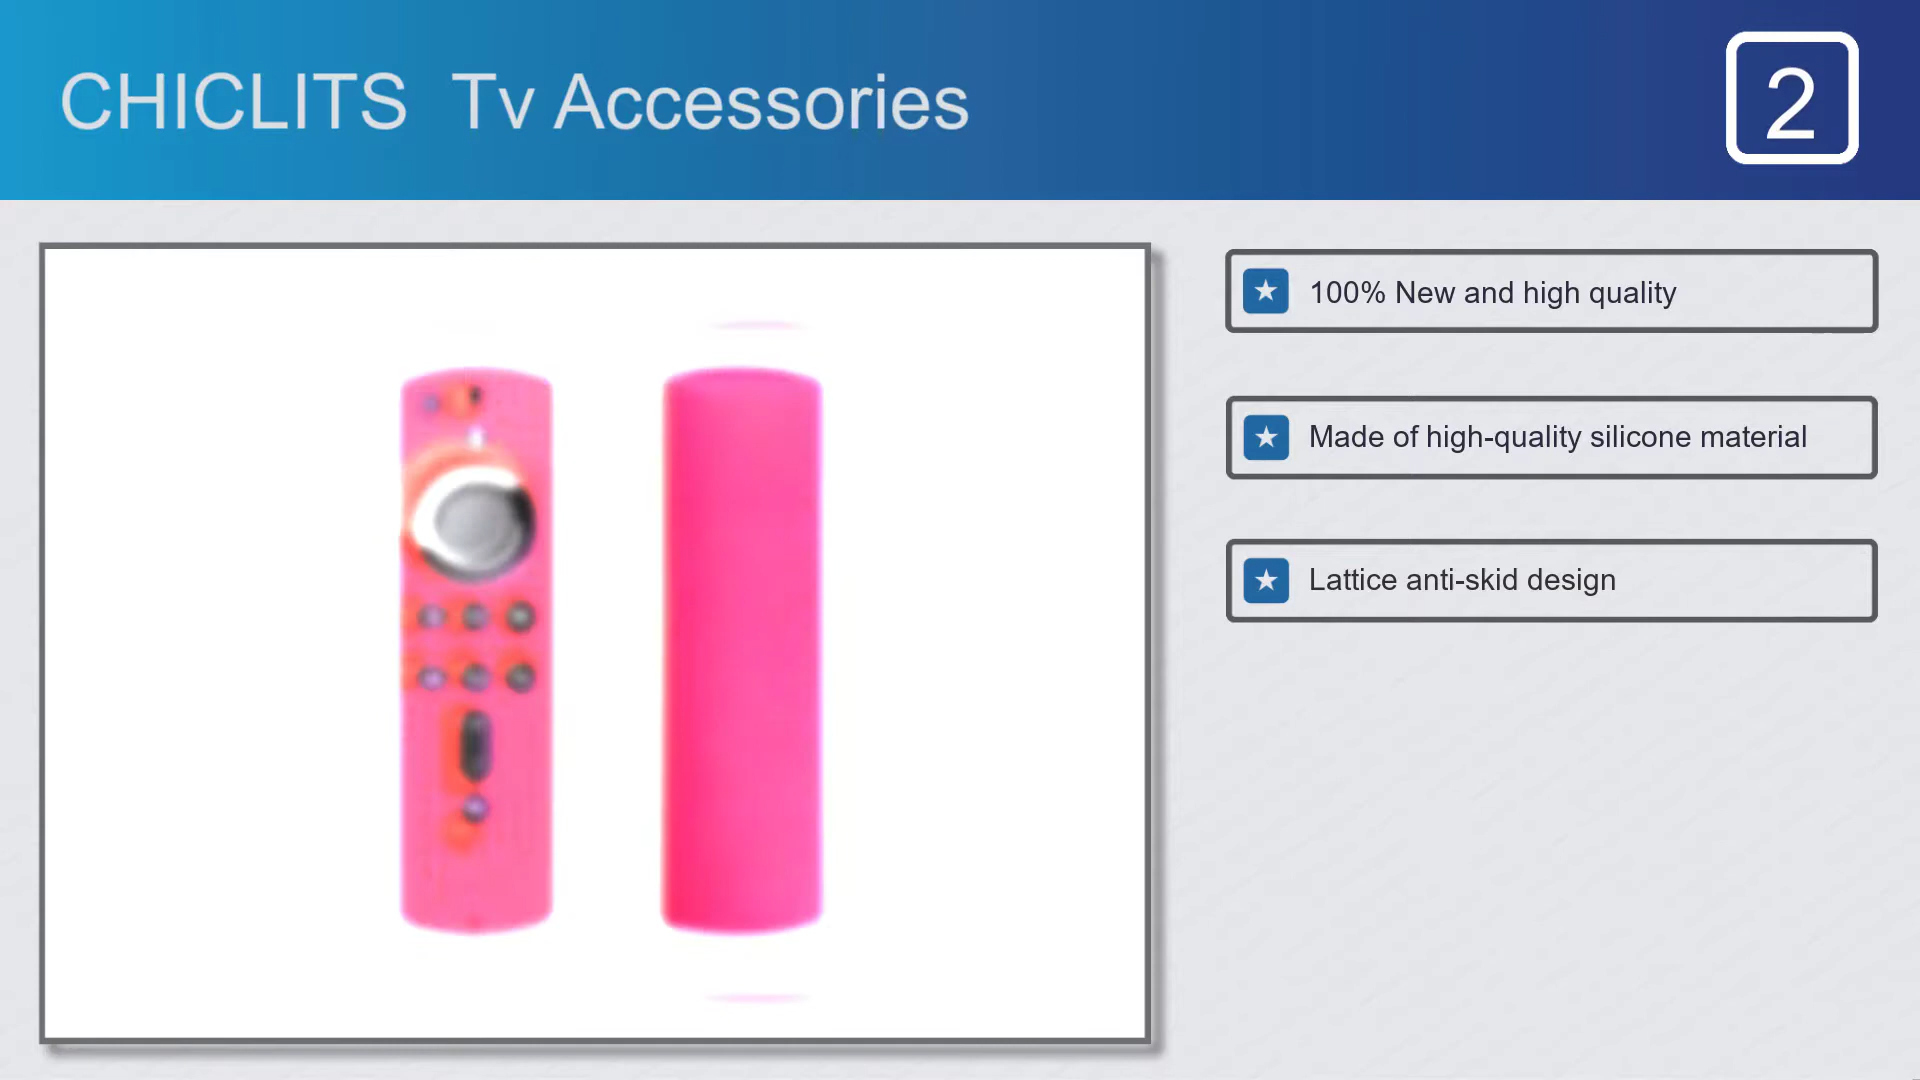 CHICLITS  Tv Accessories
2
100% New and high quality
Made of high-quality silicone material
Lattice anti-skid design